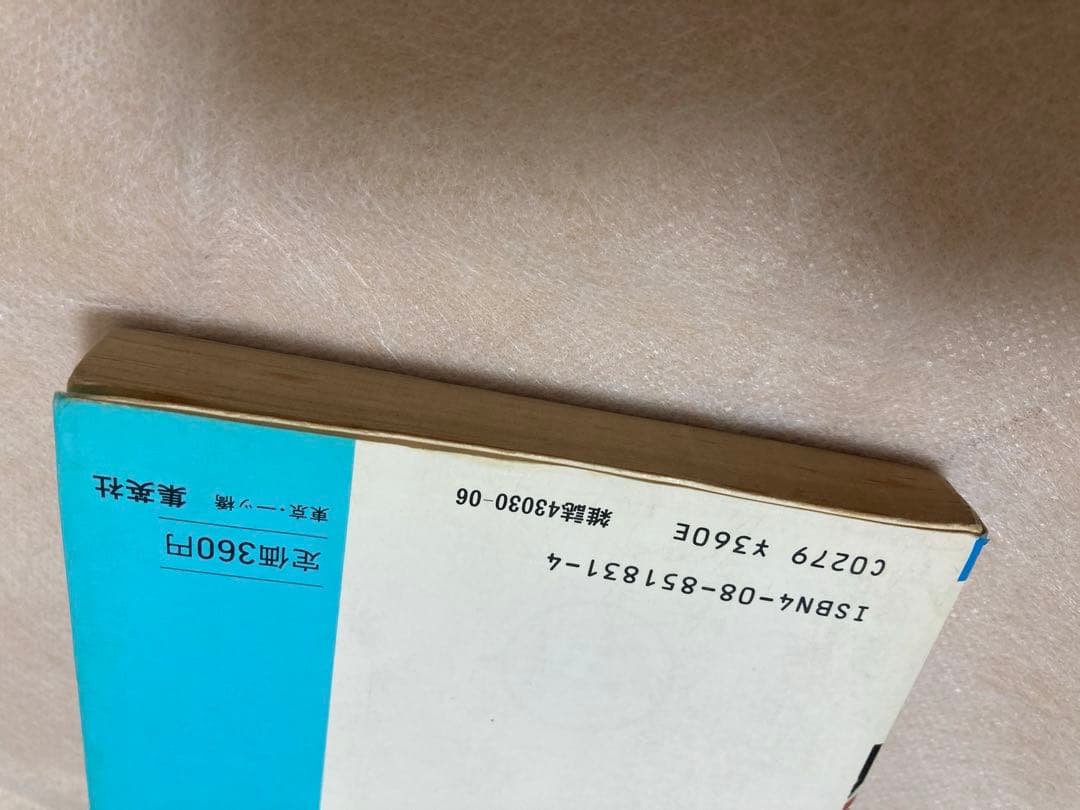 ISBN4-08-851831-4
C0279 ¥360E
雑誌43030-06
定価360円
東京・一ッ橋 集英社